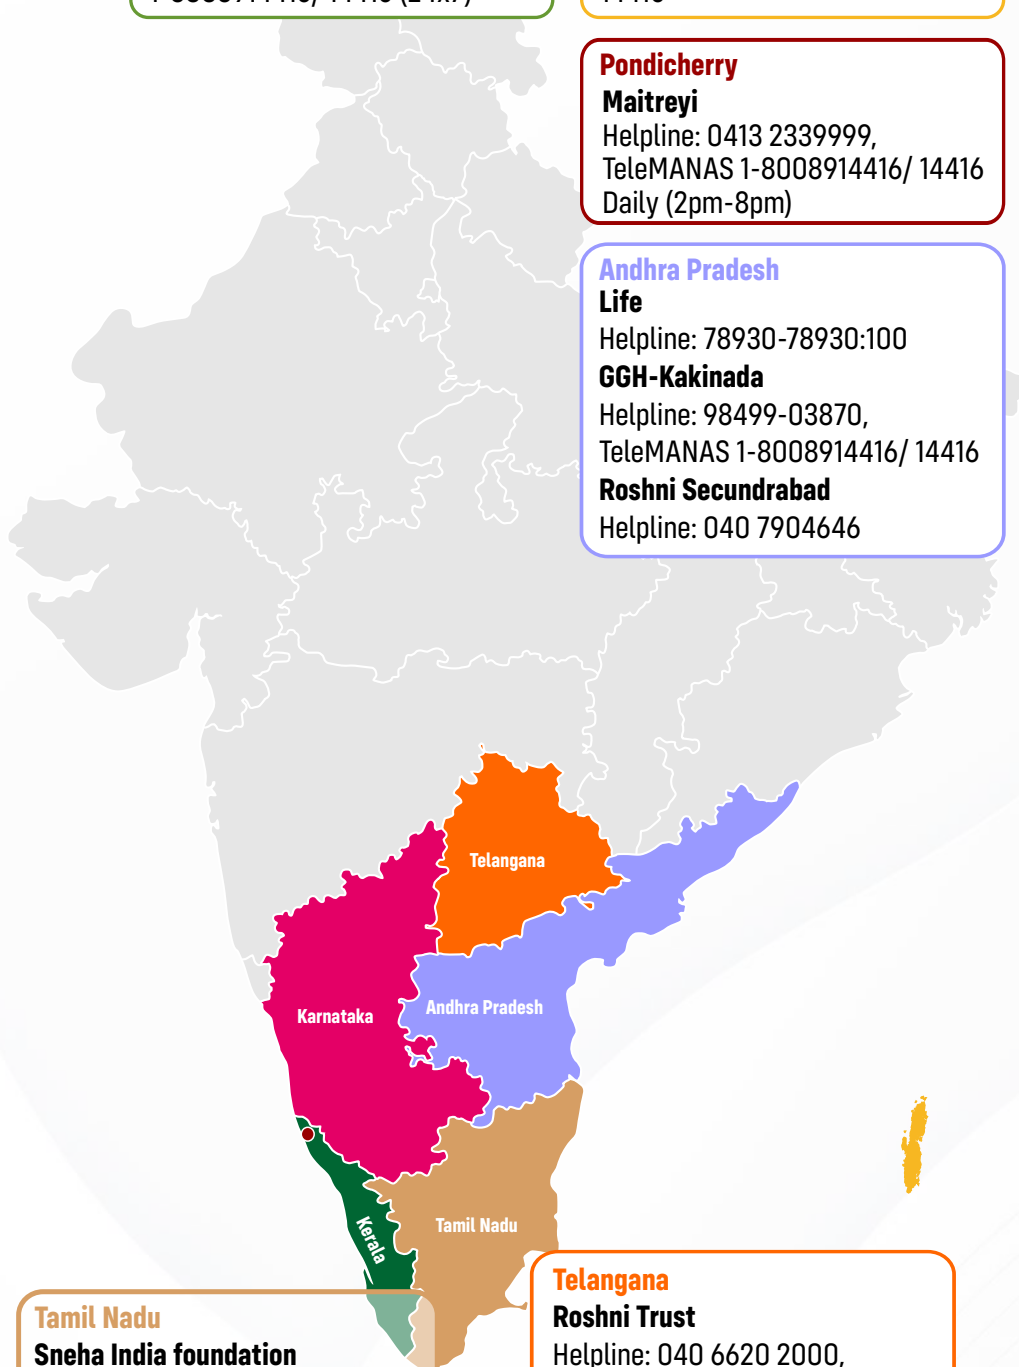 Pondicherry
Maitreyi
Helpline: 0413 2339999,
TeleMANAS 1-8008914416/ 14416
Daily (2pm-8pm)
Andhra Pradesh
Life
Helpline: 78930-78930:100
GGH-Kakinada
Helpline: 98499-03870,
TeleMANAS 1-8008914416/ 14416
Roshni Secundrabad
Helpline: 040 7904646
Telangana
Karnataka
Andhra Pradesh
Kerala
Tamil Nadu
Tamil Nadu
Sneha India foundation
Telangana
Roshni Trust
Helpline: 040 6620 2000,